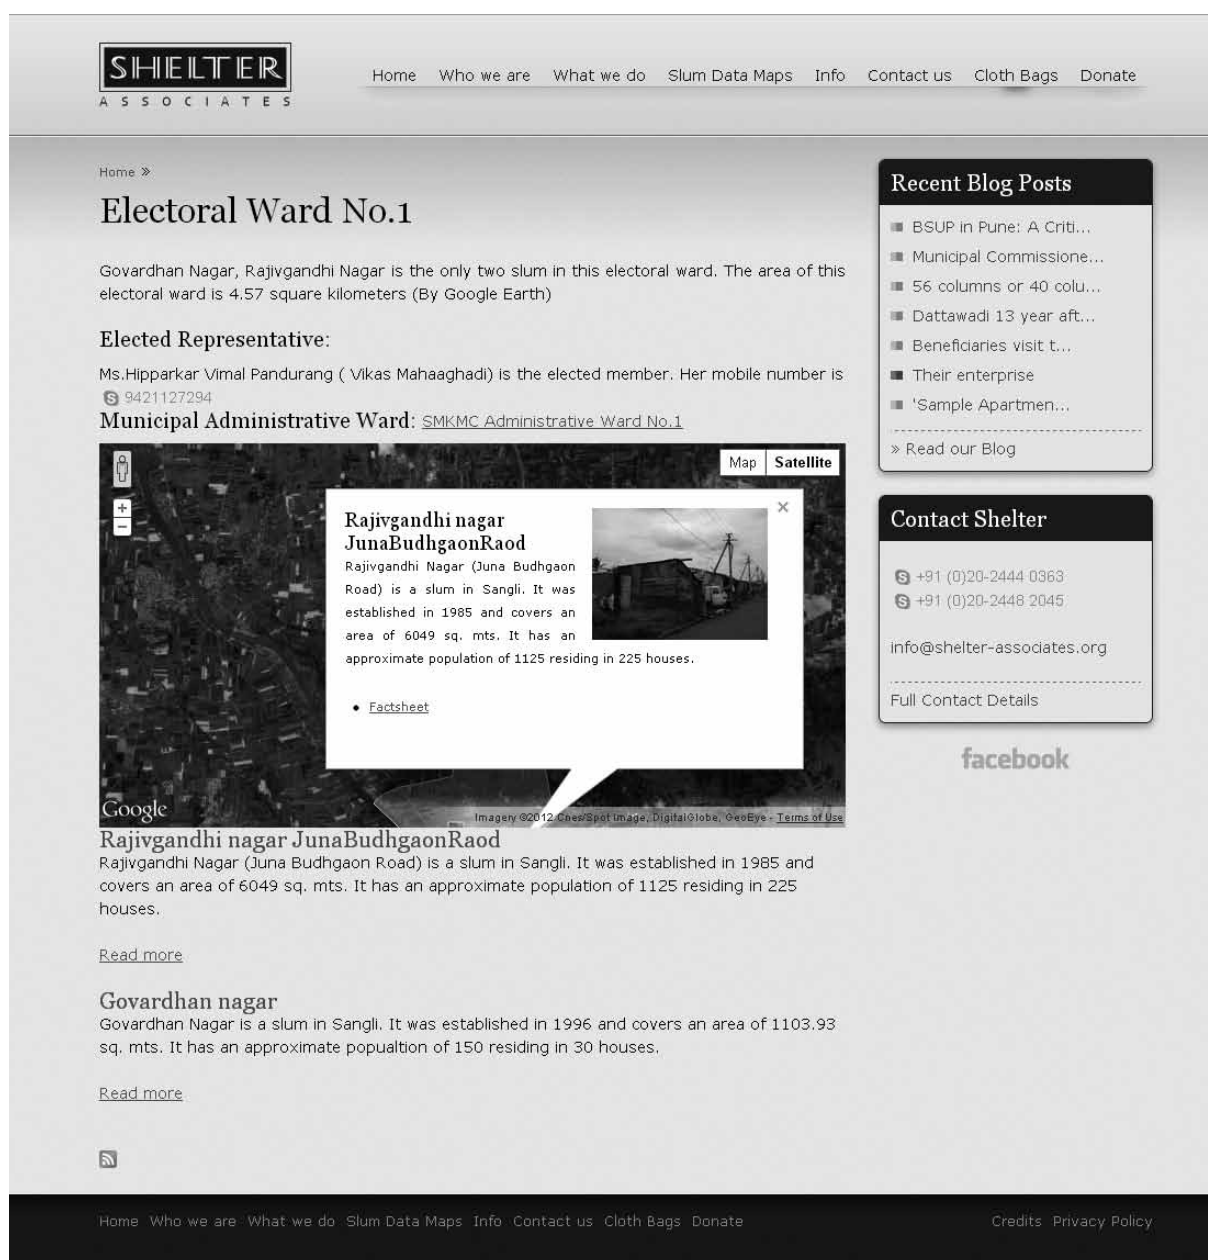 SHELTER
ASSOCIATES
Home Who we are What we do Slum Data Maps Info Contact us Cloth Bags Donate
Home »
Electoral Ward No.1
Govardhan Nagar, Rajivgandhi Nagar is the only two slum in this electoral ward. The area of this
electoral ward is 4.57 square kilometers (By Google Earth)
Elected Representative:
Ms.Hipparkar Vimal Pandurang ( Vikas Mahaaghadi) is the elected member. Her mobile number is
9421127294
Municipal Administrative Ward: SMKMC Administrative Ward No.1
Map Satellite
Rajivgandhi nagar
JunaBudhgaonRaod
Rajivgandhi Nagar (Juna Budhgaon
Road) is a slum in Sangli. It was
established in 1985 and covers an
area of 6049 sq. mts. It has an
approximate population of 1125 residing in 225 houses.
• Factsheet
Google
Imagery ©2012 Cnes/Spot Image, DigitalGlobe, GeoEye - Terms of Use
Rajivgandhi nagar JunaBudhgaonRaod
Rajivgandhi Nagar (Juna Budhgaon Road) is a slum in Sangli. It was established in 1985 and
covers an area of 6049 sq. mts. It has an approximate population of 1125 residing in 225
houses.
Read more
Govardhan nagar
Govardhan Nagar is a slum in Sangli. It was established in 1996 and covers an area of 1103.93
sq. mts. It has an approximate popualtion of 150 residing in 30 houses.
Read more
Recent Blog Posts
BSUP in Pune: A Criti...
Municipal Commissione...
56 columns or 40 colu...
Dattawadi 13 year aft...
Beneficiaries visit t...
Their enterprise
'Sample Apartmen...
» Read our Blog
Contact Shelter
+91 (0)20-2444 0363
+91 (0)20-2448 2045
info@shelter-associates.org
Full Contact Details
facebook
Home Who we are What we do Slum Data Maps Info Contact us Cloth Bags Donate
Credits Privacy Policy